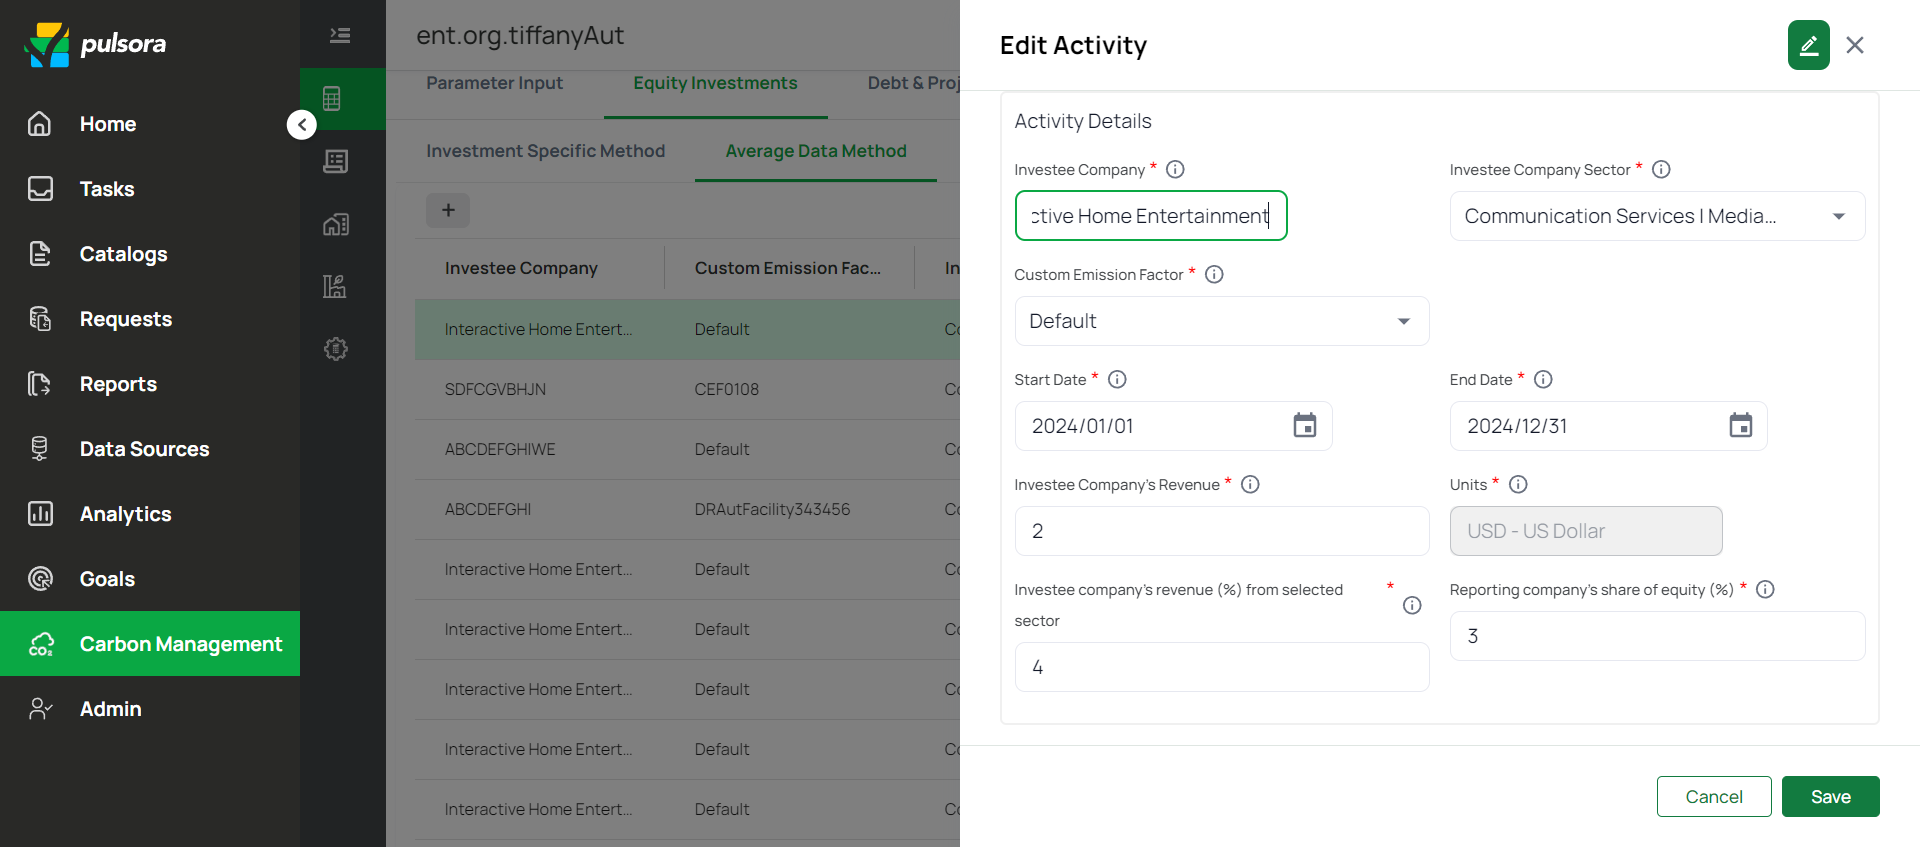 pulsora
Home
Tasks
Catalogs
Requests
Reports
Data Sources
Analytics
Goals
Carbon Management
CO₂
Admin
ent.org.tiffanyAut
Parameter Input
Equity Investments
Debt & Proj
Investment Specific Method
Average Data Method
+
Investee Company
Custom Emission Fac...
In
Interactive Home Entert...
Default
Co
SDFCGVBHJN
CEF0108
Co
ABCDEFGHIWE
Default
Co
ABCDEFGHI
DRAutFacility343456
Co
Interactive Home Entert...
Default
Co
Interactive Home Entert...
Default
Co
Interactive Home Entert...
Default
Co
Interactive Home Entert...
Default
Co
Interactive Home Entert...
Default
Co
Edit Activity
Activity Details
Investee Company *
ctive Home Entertainment
Investee Company Sector *
Communication Services | Media...
Custom Emission Factor *
Default
Start Date *
2024/01/01
End Date *
2024/12/31
Investee Company's Revenue *
2
Units *
USD - US Dollar
Investee company's revenue (%) from selected *
sector
4
Reporting company's share of equity (%) *
3
Cancel
Save